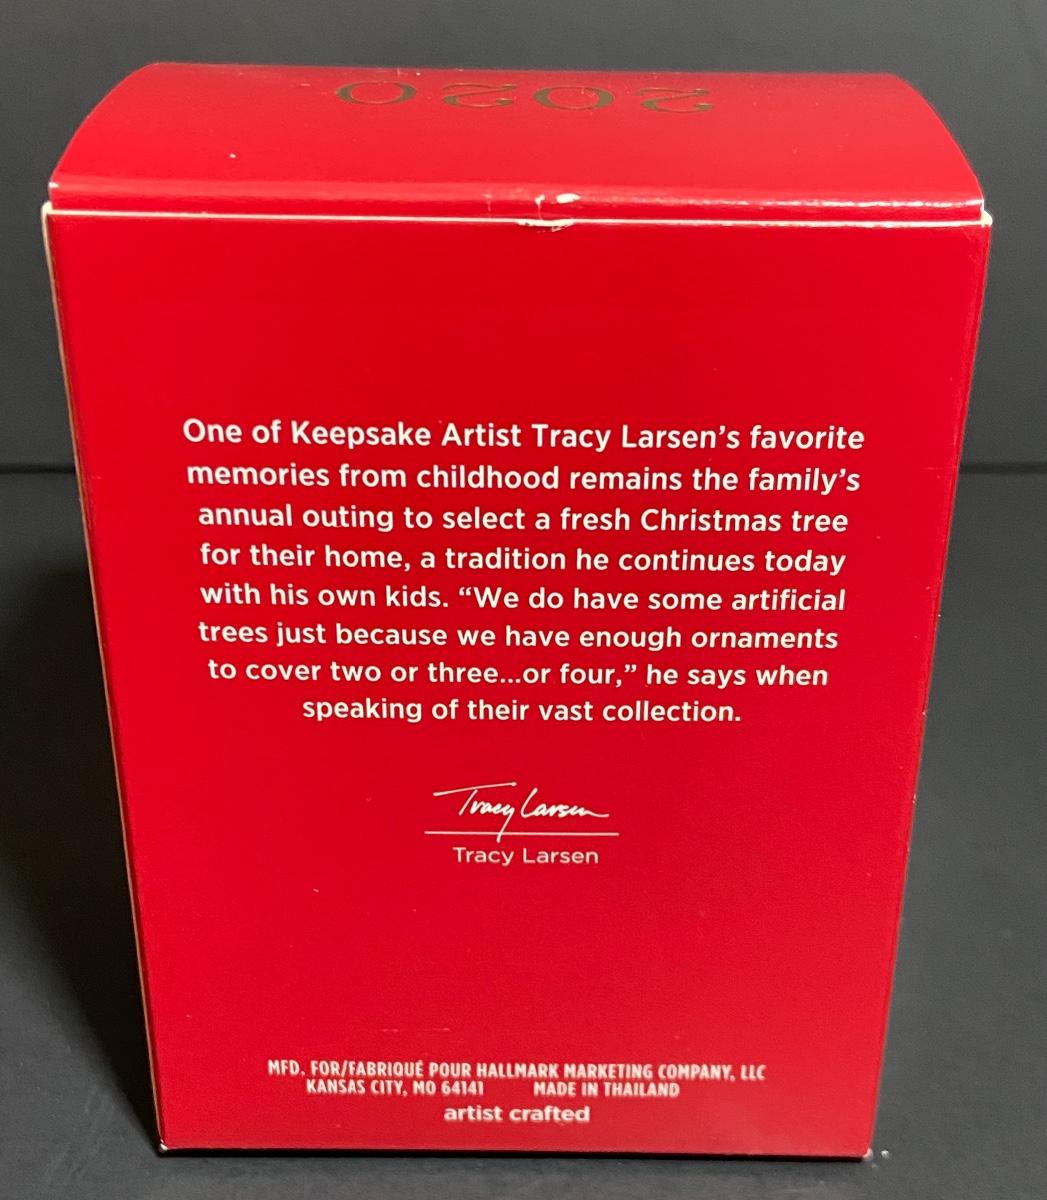 2020
One of Keepsake Artist Tracy Larsen’s favorite
memories from childhood remains the family’s
annual outing to select a fresh Christmas tree
for their home, a tradition he continues today
with his own kids. “We do have some artificial
trees just because we have enough ornaments
to cover two or three...or four,” he says when
speaking of their vast collection.
Tracy Larsen
Tracy Larsen
MFD. FOR/FABRIQUÉ POUR HALLMARK MARKETING COMPANY, LLC
KANSAS CITY, MO 64141 MADE IN THAILAND
artist crafted